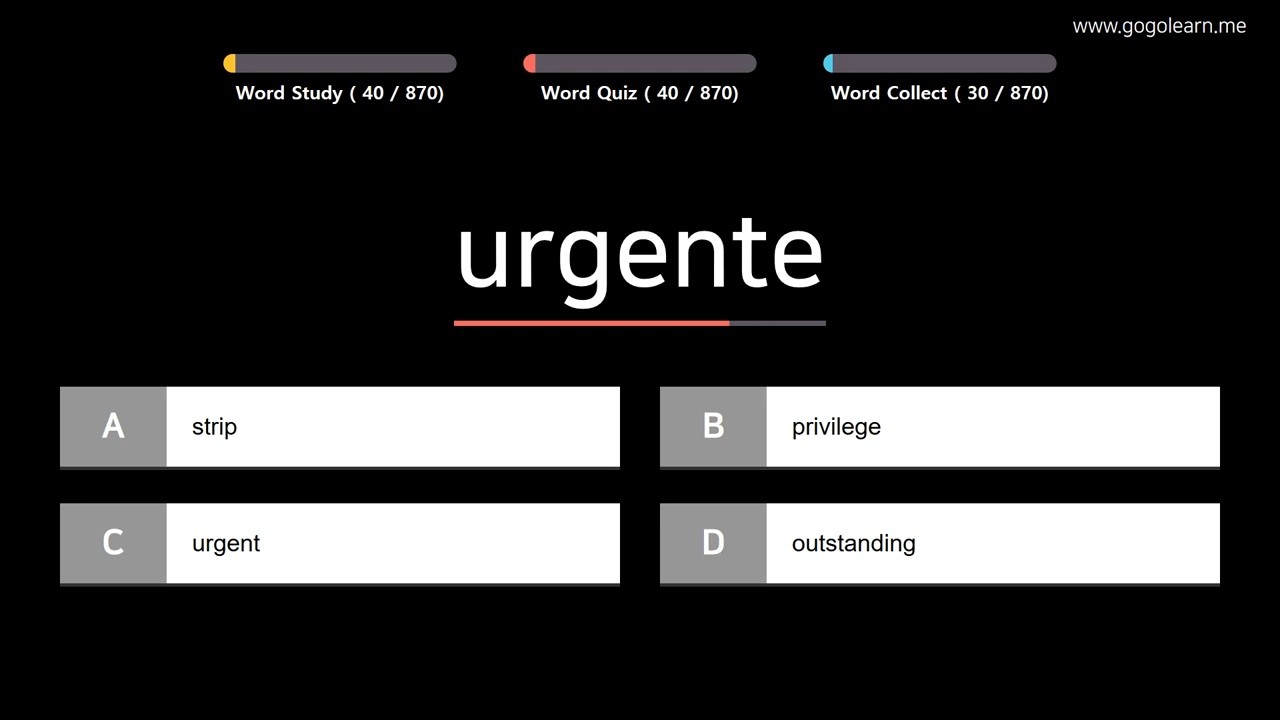 www.gogolearn.me
Word Study ( 40 / 870)
Word Quiz ( 40 / 870)
Word Collect ( 30 / 870)
urgente
A strip
B privilege
C urgent
D outstanding